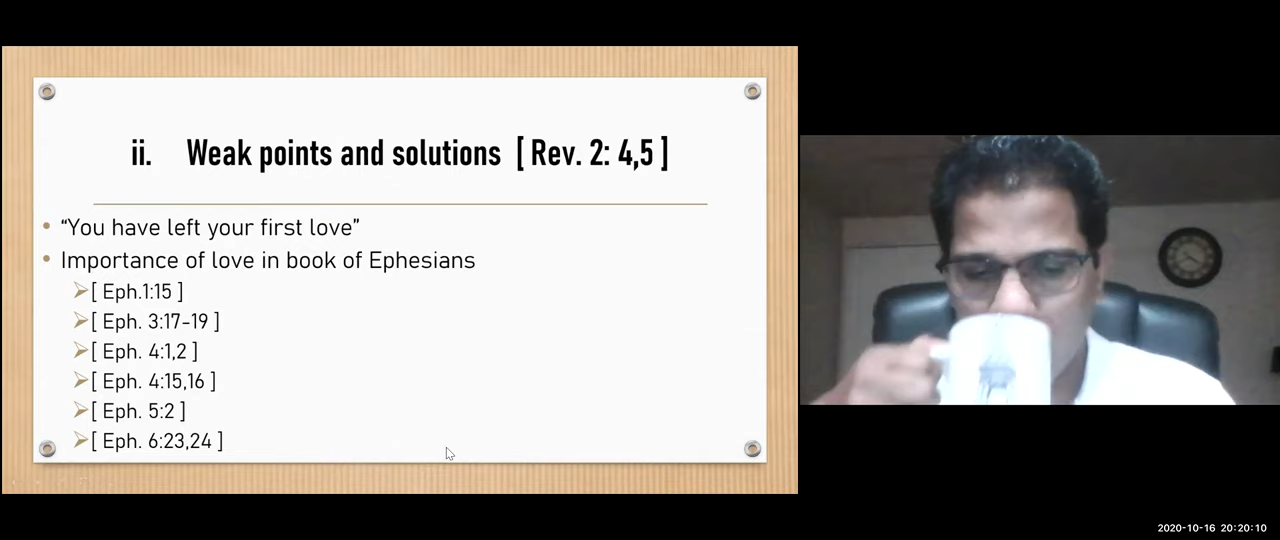 ii. Weak points and solutions [ Rev. 2: 4,5 ]
• “You have left your first love”
• Importance of love in book of Ephesians
➢[ Eph.1:15 ]
➢[ Eph. 3:17-19 ]
➢[ Eph. 4:1,2 ]
➢[ Eph. 4:15,16 ]
➢[ Eph. 5:2 ]
➢[ Eph. 6:23,24 ]
2020-10-16 20:20:10